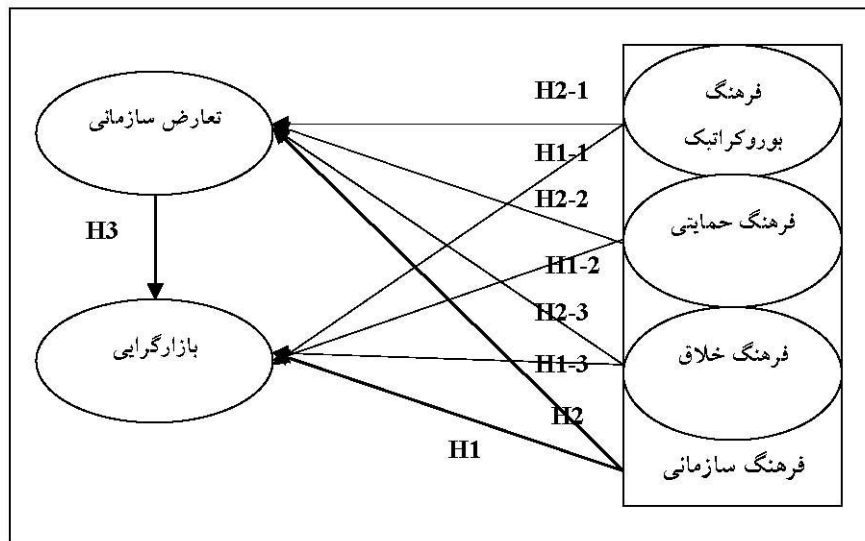 فرهنگ
بوروکراتیک
فرهنگ حمایتی
فرهنگ خلاق
فرهنگ سازمانی
H2-1
H1-1
H2-2
H1-2
H2-3
H1-3
H2
H1
تعارض سازمانی
H3
بازارگرایی